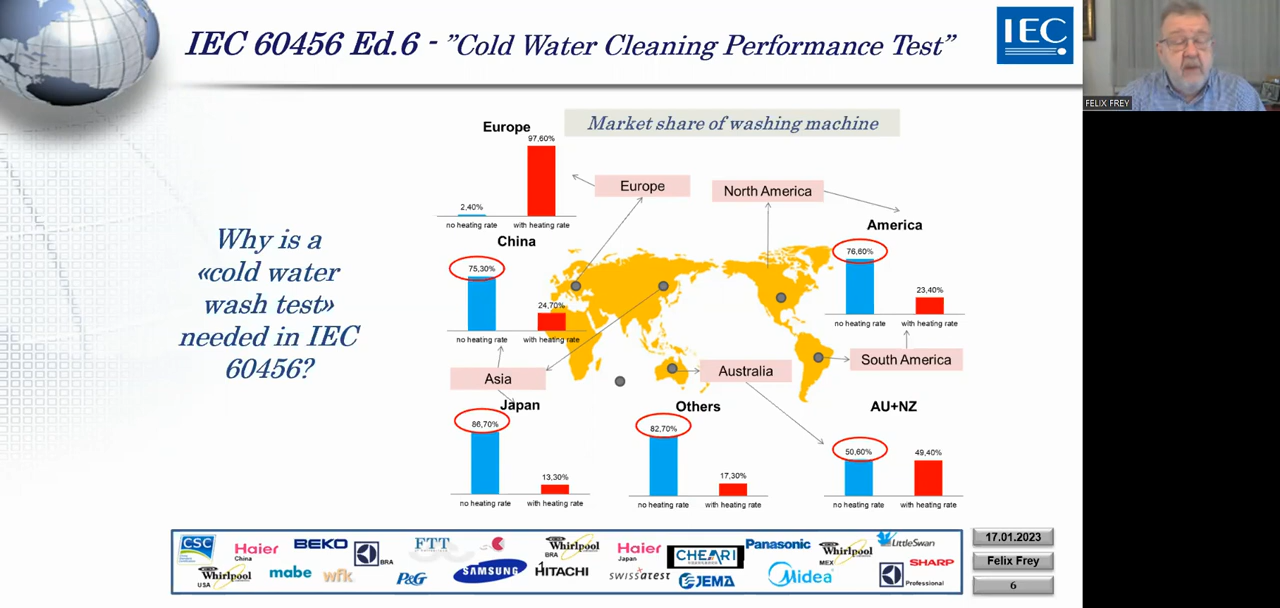 IEC 60456 Ed.6 - "Cold Water Cleaning Performance Test"
IEC
FELIX FREY
Market share of washing machine
Why is a
«cold water
wash test»
needed in IEC
60456?
Europe
97,60%
2,40%
no heating rate with heating rate
Europe
North America
China
75,30%
24,70%
no heating rate with heating rate
America
76,60%
23,40%
no heating rate with heating rate
Asia
Australia
South America
Japan
86,70%
13,30%
no heating rate with heating rate
Others
82,70%
17,30%
no heating rate with heating rate
AU+NZ
50,60%
49,40%
no heating rate with heating rate
CSC
Haier
China
BEKO
BRA
FTT
Whirlpool
BRA
Haier
Japan
CHEARI
Panasonic
Whirlpool
MEX
LittleSwan
SHARP
Whirlpool
USA
mabe
wfk
P&G
SAMSUNG
HITACHI
swissatest
JEMA
Midea
Professional
17.01.2023
Felix Frey
6